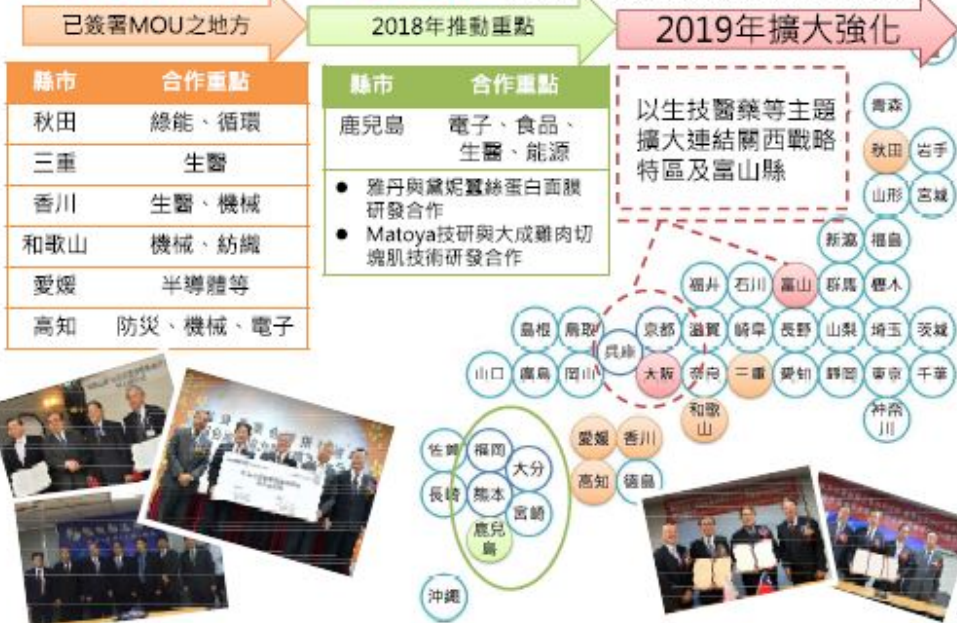 已簽署MOU之地方
2018年推動重點
2019年擴大強化
縣市 合作重點
秋田 綠能、循環
三重 生醫
香川 生醫、機械
和歌山 機械、紡織
愛媛 半導體等
高知 防災、機械、電子
縣市 合作重點
鹿兒島 電子、食品、
生醫、能源
● 雅丹與黛妮蠶絲蛋白面膜
研發合作
● Matoya技研與大成雞肉切
塊肌技術研發合作
以生技醫藥等主題
擴大連結關西戰略
特區及富山縣
青森
秋田 岩手
山形 宮城
新瀉 福島
福井 石川 富山 群馬 櫪木
島根 鳥取 京都 滋賀 崎阜 長野 山梨 埼玉 茨城
兵庫
山口 廣島 岡山 大阪 奈良 三重 愛知 靜岡 東京 千葉
和歌
山
神奈
川
愛媛 香川
高知 德島
佐賀 福岡
大分
長崎 熊本
宮崎
鹿兒
島
沖繩